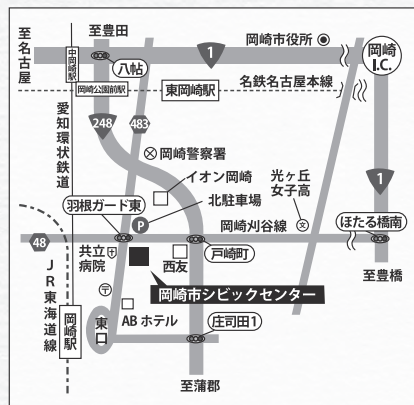 至名古屋
至豊田
1
岡崎市役所
岡崎I.C.
中岡崎駅
八帖
岡崎公園前駅
東岡崎駅
名鉄名古屋本線
愛知環状鉄道
248
483
岡崎警察署
イオン岡崎
光ヶ丘女子高
文
1
羽根ガード東
P
北駐車場
岡崎刈谷線
ほたる橋南
48
共立病院
西友
戸崎町
至豊橋
JR東海道線
岡崎駅
〒
岡崎市シビックセンター
東口
ABホテル
庄司田1
至蒲郡